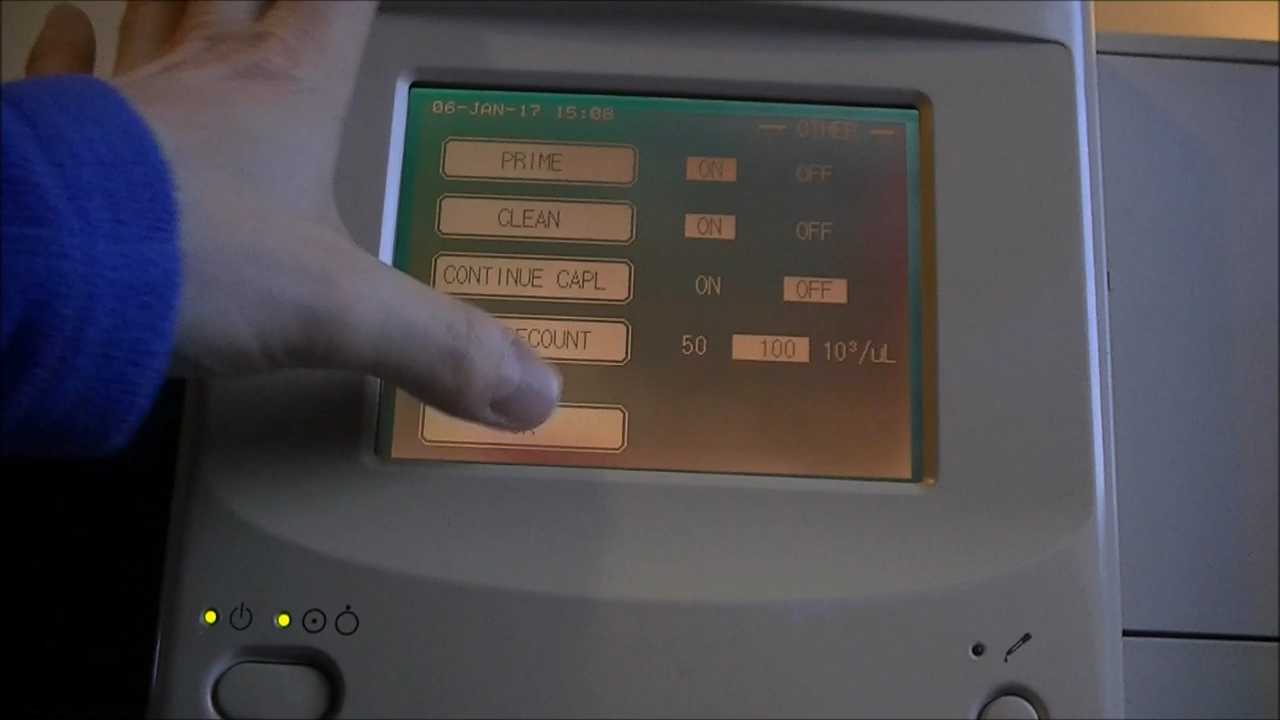 06-JAN-17 15:08
— OTHER —
PRIME ON OFF
CLEAN ON OFF
CONTINUE CAPL ON OFF
50 100 10³/uL